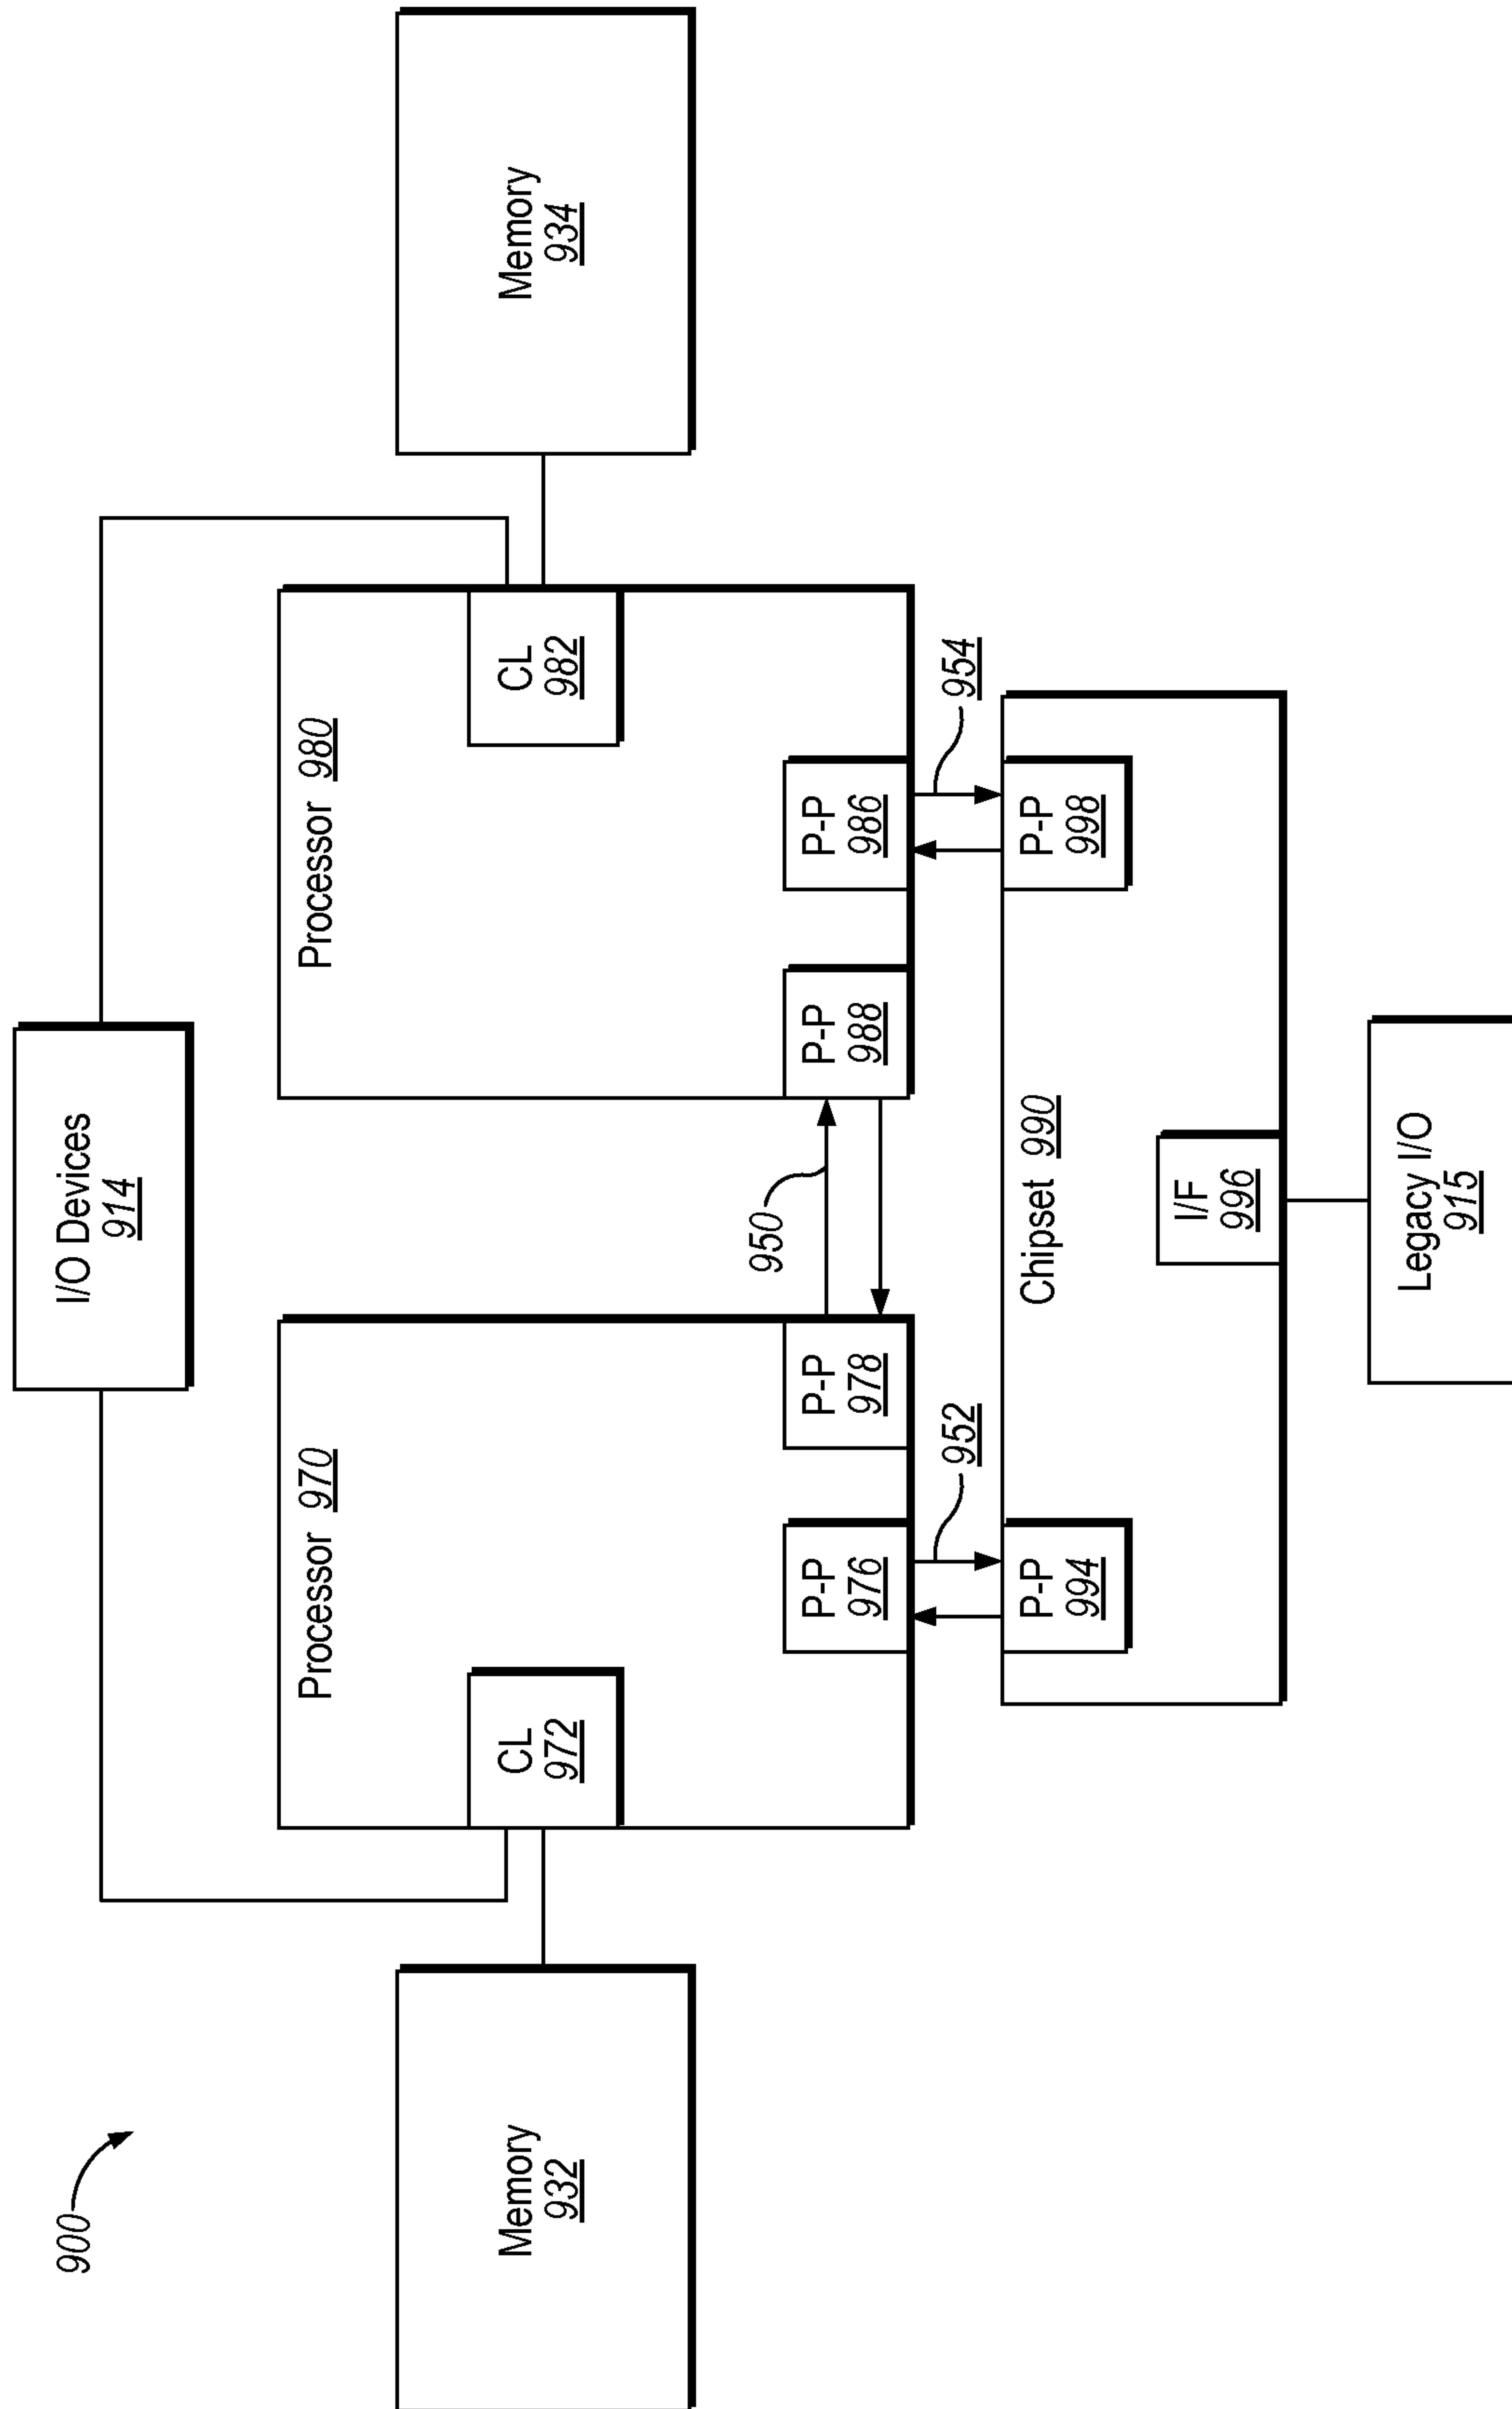 900
I/O Devices
914
Memory
932
Processor 970
CL
972
P-P
976
P-P
978
950
Processor 980
CL
982
P-P
988
P-P
986
Memory
934
952
954
Chipset 990
P-P
994
P-P
998
I/F
996
Legacy I/O
915